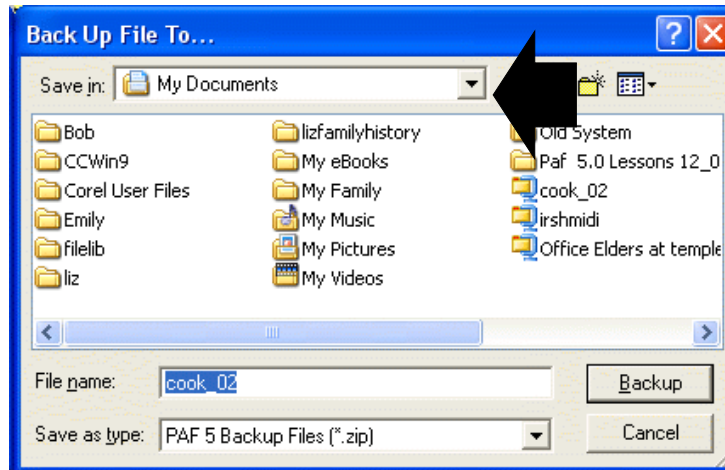 Back Up File To...
Save in: My Documents
Bob lizfamilyhistory Old System
CCWin9 My eBooks Paf 5.0 Lessons 12_0
Corel User Files My Family cook_02
Emily My Music irshmidi
filelib My Pictures Office Elders at temple
liz My Videos
File name: cook_02 Backup
Save as type: PAF 5 Backup Files (*.zip) Cancel